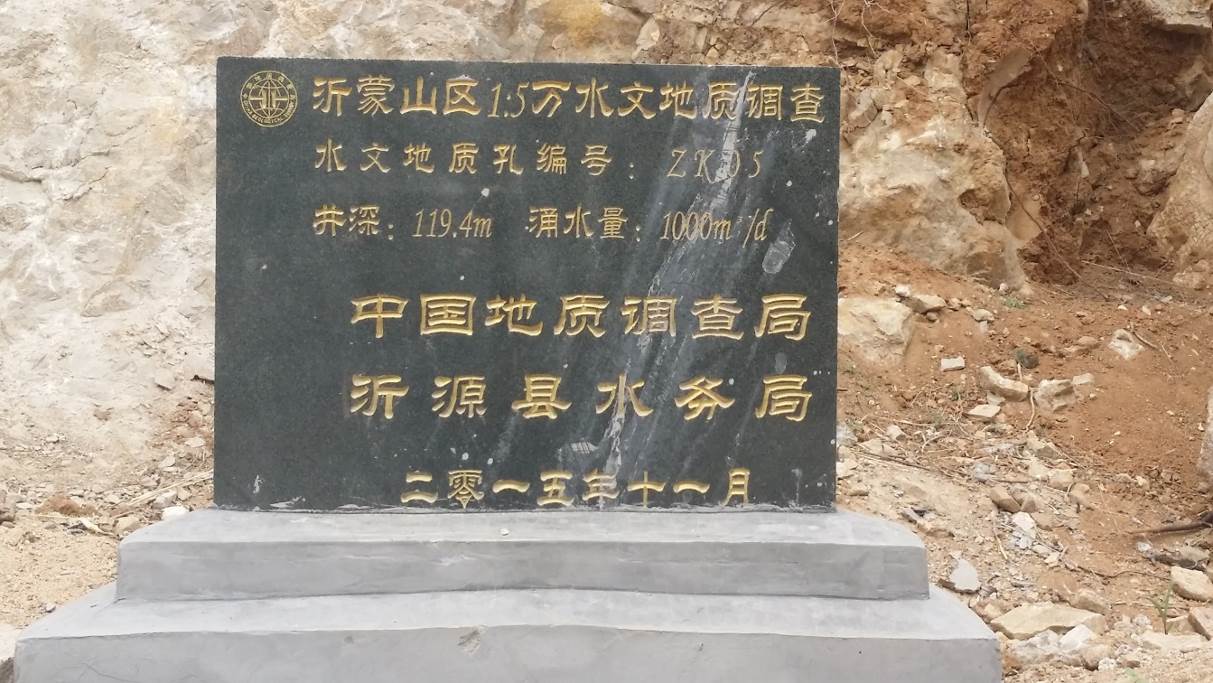 沂蒙山区1.5万水文地质调查
水文地质孔编号：ZK05
井深：119.4m 涌水量：1000m /d
中国地质调查局
沂源县水务局
二零一五年十一月